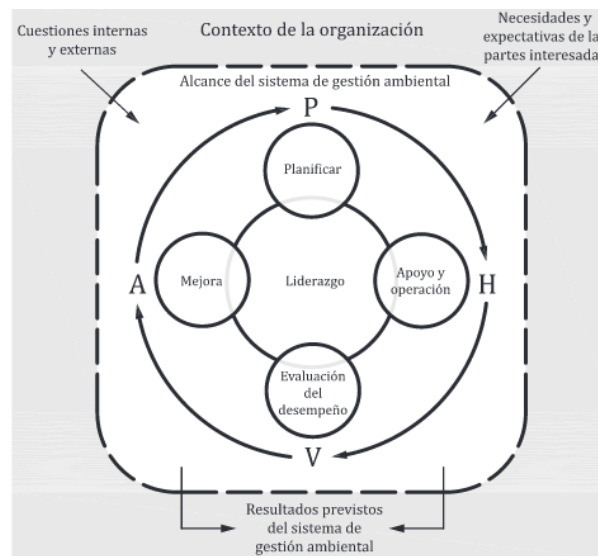 Cuestiones internas
y externas
Contexto de la organización
Necesidades y
expectativas de la
partes interesada
Alcance del sistema de gestión ambiental
P
Planificar
A
Mejora
Liderazgo
Apoyo y
operación
H
Evaluación
del
desempeño
V
Resultados previstos
del sistema de
gestión ambiental